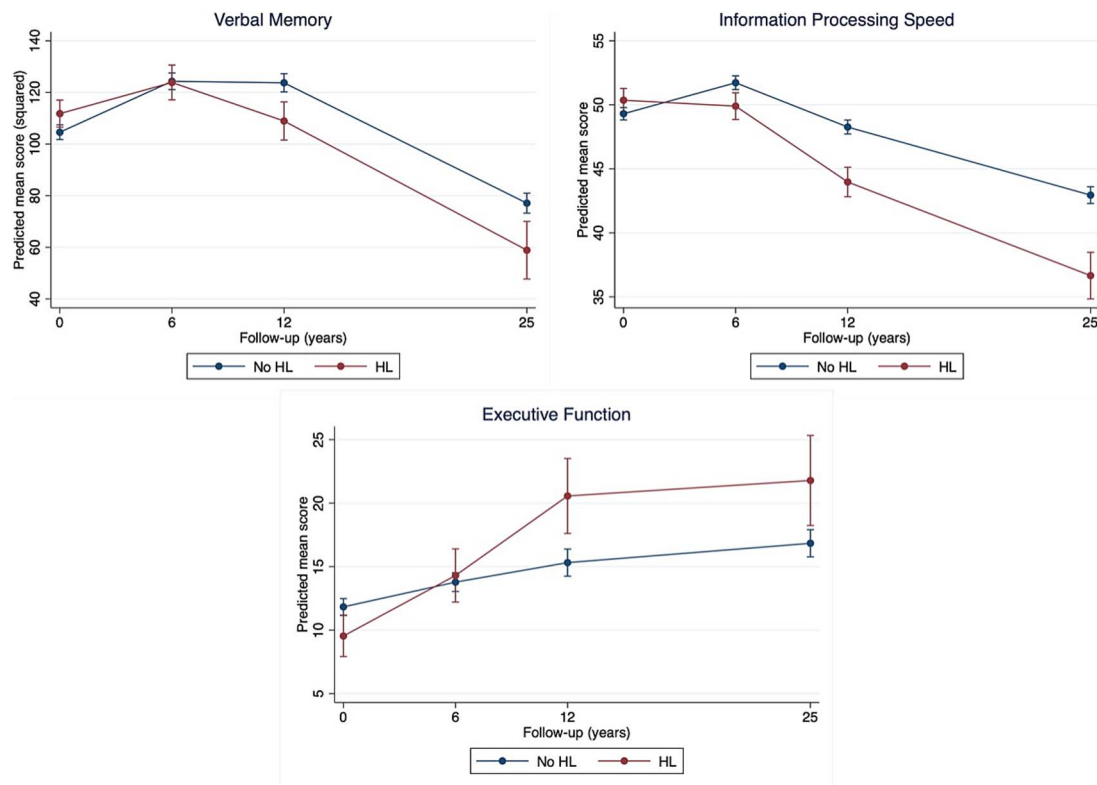 Verbal Memory
Predicted mean score (squared)
140
120
100
80
60
40
0 6 12 25
Follow-up (years)
No HL HL
Information Processing Speed
Predicted mean score
55
50
45
40
35
0 6 12 25
Follow-up (years)
No HL HL
Executive Function
Predicted mean score
25
20
15
10
5
0 6 12 25
Follow-up (years)
No HL HL